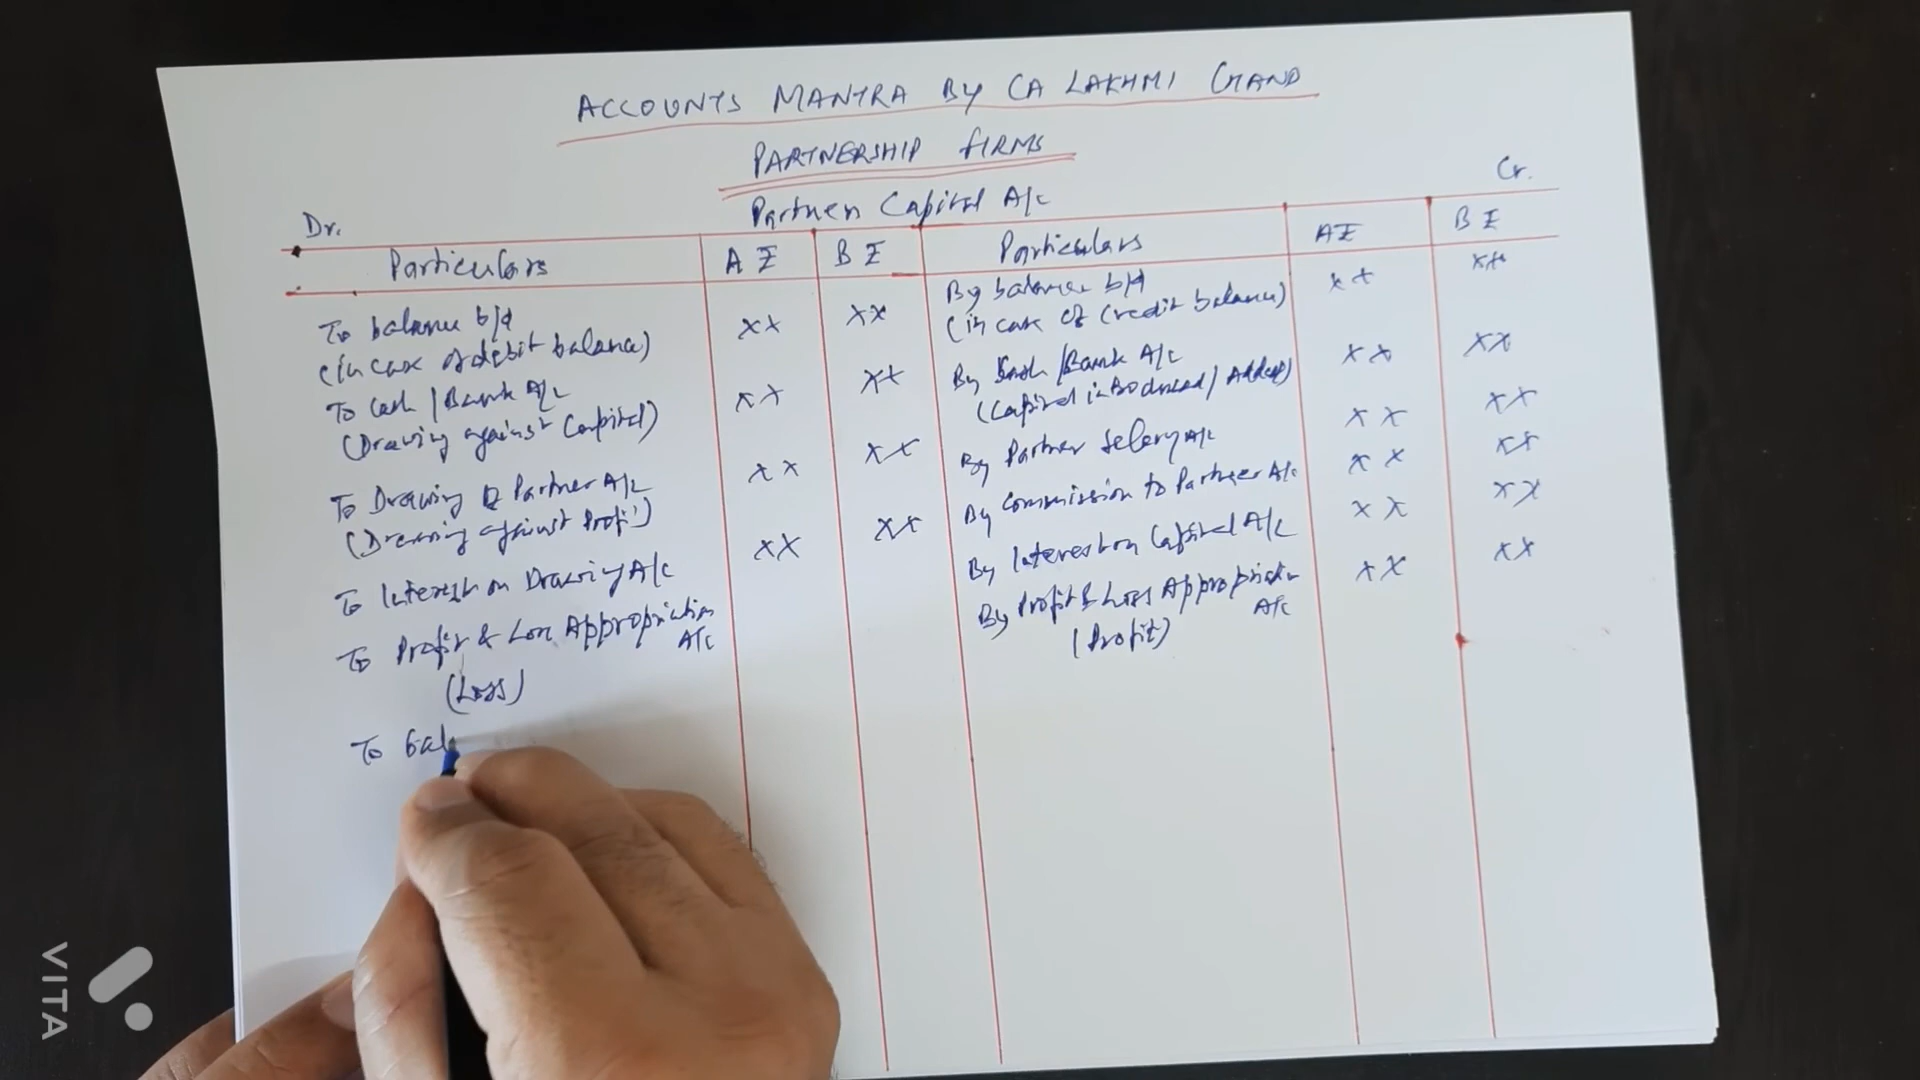 ACCOUNTS MANTRA BY CA LAKHMI CHAND
PARTNERSHIP FIRMS
Partner Capital A/c
Dr.
Cr.
Particulars A ₹ B ₹ Particulars A ₹ B ₹
To balance b/d xx xx
(in case of debit balance)
To Cash / Bank A/c xx xx
(Drawing against Capital)
To Drawing Partner A/c xx xx
(Drawing against Profit)
To Interest on Drawing A/c xx xx
To Profit & Loss Appropriation
A/c
(Loss)
To bal
By balance b/d xx xx
(in case of Credit balance)
By Cash / Bank A/c xx xx
(Capital introduced / Added)
By Partner Salary A/c xx xx
By Commission to Partner A/c xx xx
By Interest on Capital A/c xx xx
By Profit & Loss Appropriation xx xx
A/c
(Profit)
VITA